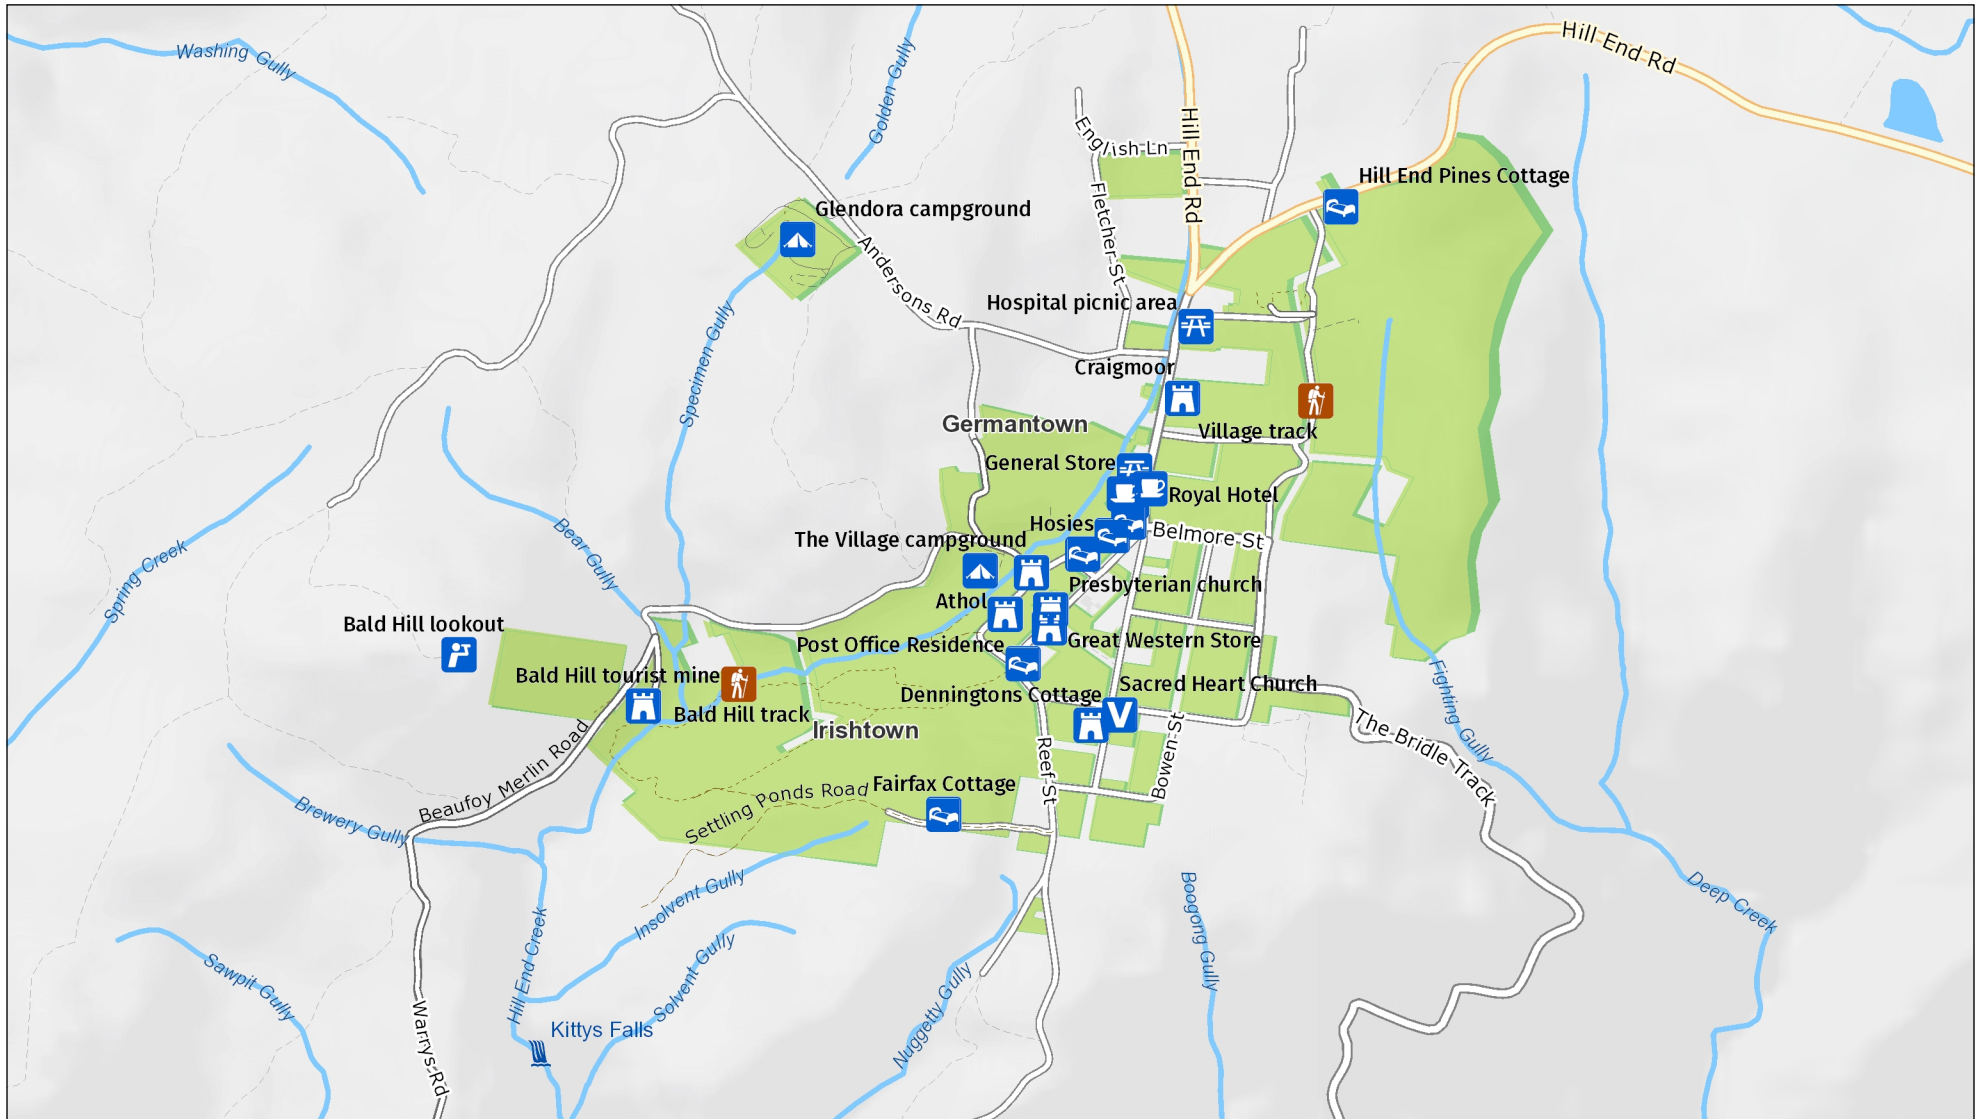 Washing Gully
Golden Gully
Hill End Rd
Hill End Rd
English Ln
Fletcher St
Hill End Pines Cottage
Glendora campground
Andersons Rd
Hospital picnic area
Specimen Gully
Craigmoor
Germantown
Village track
General Store
Royal Hotel
Hosies
Belmore St
The Village campground
Bear Gully
Spring Creek
Presbyterian church
Athol
Bald Hill lookout
Post Office Residence
Great Western Store
Bald Hill tourist mine
Denningtons Cottage
Sacred Heart Church
V
Bald Hill track
Irishtown
Fighting Gully
The Bridle Track
Reef St
Bowen St
Beaufoy Merlin Road
Settling Ponds Road
Fairfax Cottage
Brewery Gully
Insolvent Gully
Boogong Gully
Deep Creek
Hill End Creek
Solvent Gully
Sawpit Gully
Nuggetty Gully
Kittys Falls
Warrys Rd